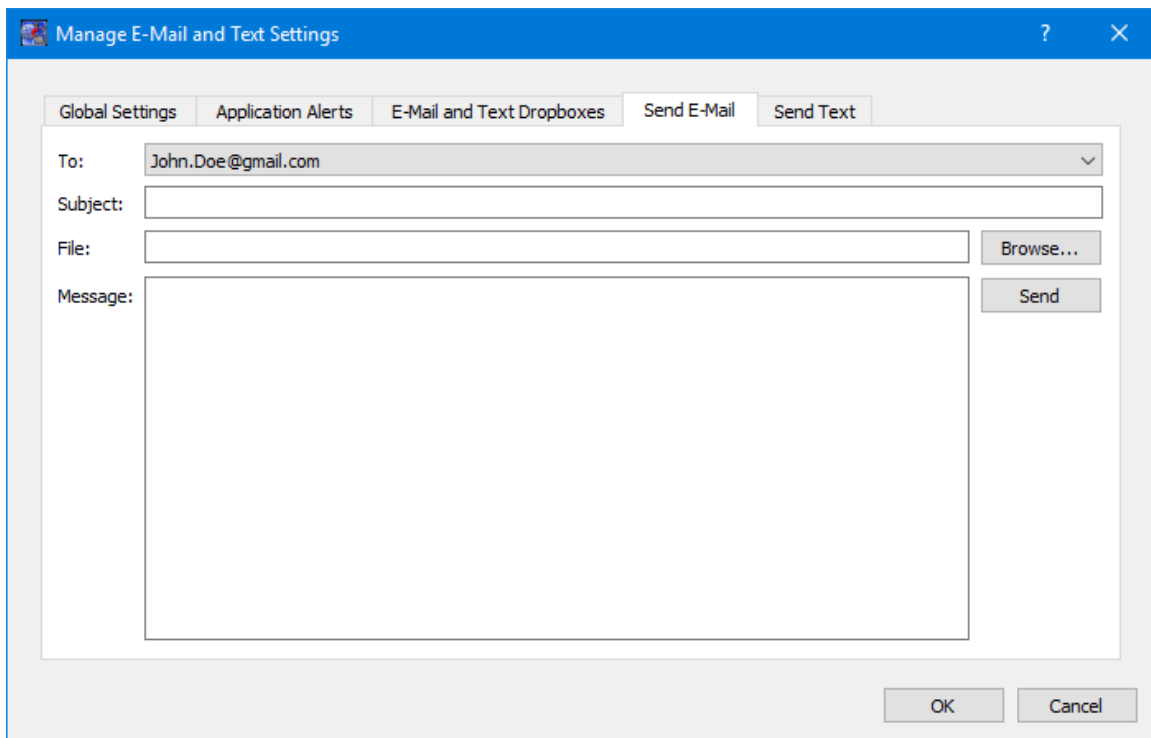 Manage E-Mail and Text Settings ?
Global Settings Application Alerts E-Mail and Text Dropboxes Send E-Mail Send Text
To: John.Doe@gmail.com
Subject:
File: Browse...
Message: Send
OK Cancel